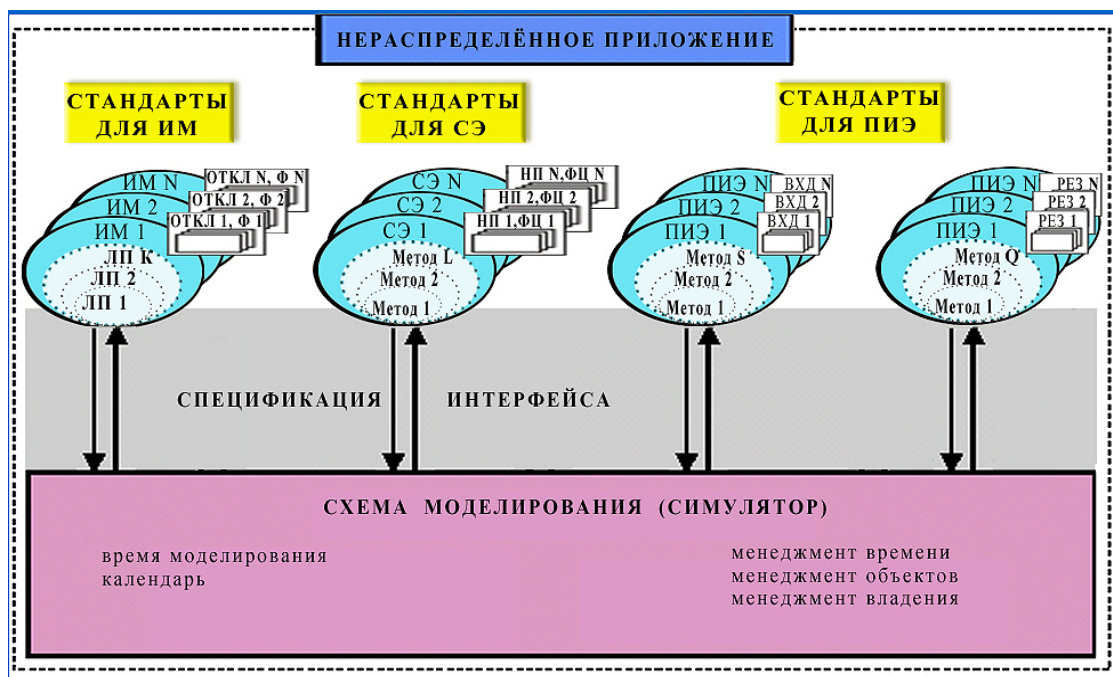 НЕРАСПРЕДЕЛЁННОЕ ПРИЛОЖЕНИЕ
СТАНДАРТЫ
ДЛЯ ИМ
СТАНДАРТЫ
ДЛЯ СЭ
СТАНДАРТЫ
ДЛЯ ПИЭ
ИМ N
ОТКЛ N, Ф N
ИМ 2
ОТКЛ 2, Ф 2
ИМ 1
ОТКЛ 1, Ф 1
ЛП К
ЛП 2
ЛП 1
СЭ N
НП N,ФЦ N
СЭ 2
НП 2,ФЦ 2
СЭ 1
НП 1,ФЦ 1
Метод L
Метод 2
Метод 1
ПИЭ N
ВХД N
ПИЭ 2
ВХД 2
ПИЭ 1
ВХД 1
Метод S
Метод 2
Метод 1
ПИЭ N
РЕЗ N
ПИЭ 2
РЕЗ 2
ПИЭ 1
РЕЗ 1
Метод Q
Метод 2
Метод 1
СПЕЦИФИКАЦИЯ ИНТЕРФЕЙСА
СХЕМА МОДЕЛИРОВАНИЯ (СИМУЛЯТОР)
время моделирования
календарь
менеджмент времени
менеджмент объектов
менеджмент владения